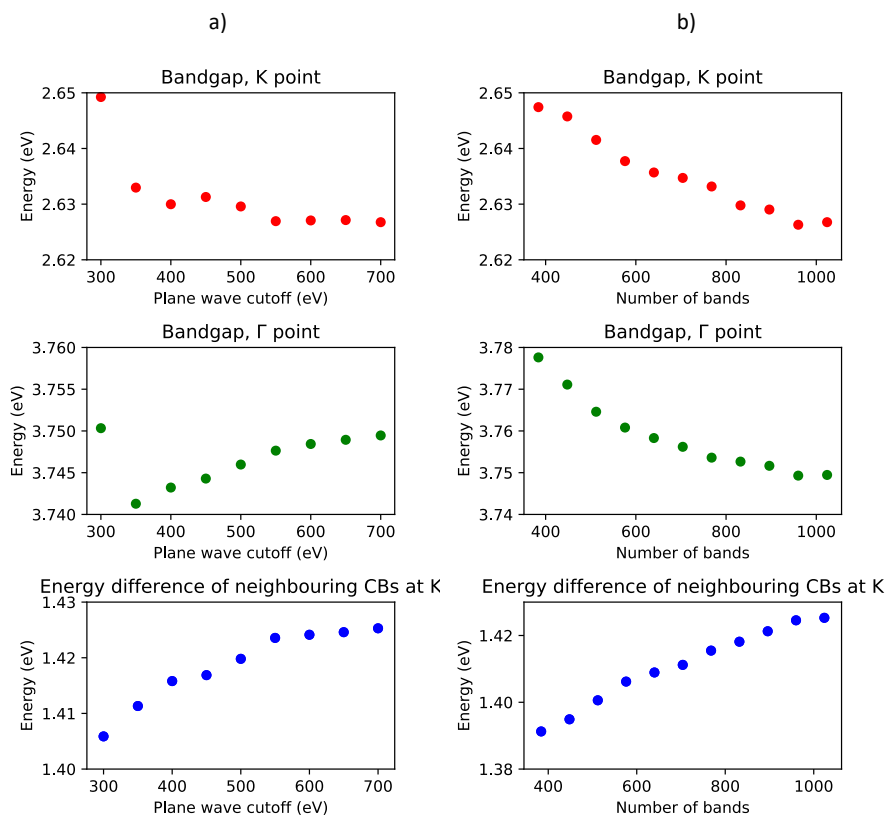 a)
b)
Bandgap, K point
Energy (eV)
2.65
2.64
2.63
2.62
300 400 500 600 700
Plane wave cutoff (eV)
Bandgap, K point
Energy (eV)
2.65
2.64
2.63
2.62
400 600 800 1000
Number of bands
Bandgap, Γ point
Energy (eV)
3.760
3.755
3.750
3.745
3.740
300 400 500 600 700
Plane wave cutoff (eV)
Bandgap, Γ point
Energy (eV)
3.78
3.77
3.76
3.75
3.74
400 600 800 1000
Number of bands
Energy difference of neighbouring CBs at K
Energy (eV)
1.43
1.42
1.41
1.40
300 400 500 600 700
Plane wave cutoff (eV)
Energy difference of neighbouring CBs at K
Energy (eV)
1.42
1.40
1.38
400 600 800 1000
Number of bands